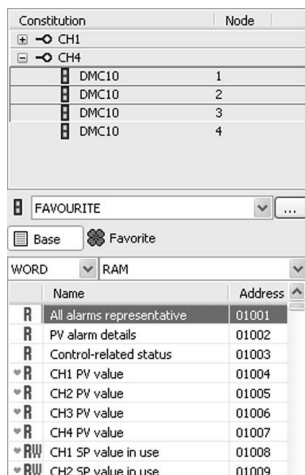 Constitution Node
CH1
CH4
DMC10 1
DMC10 2
DMC10 3
DMC10 4
FAVOURITE ...
Base Favorite
WORD RAM
Name Address
R All alarms representative 01001
R PV alarm details 01002
R Control-related status 01003
R CH1 PV value 01004
R CH2 PV value 01005
R CH3 PV value 01006
R CH4 PV value 01007
RW CH1 SP value in use 01008
RW CH2 SP value in use 01009